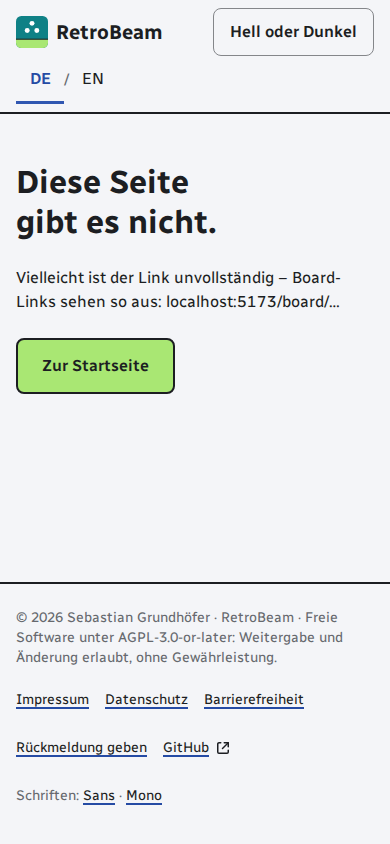 RetroBeam
Hell oder Dunkel
DE / EN
Diese Seite
gibt es nicht.
Vielleicht ist der Link unvollständig – Board-
Links sehen so aus: localhost:5173/board/…
Zur Startseite
© 2026 Sebastian Grundhöfer · RetroBeam · Freie
Software unter AGPL-3.0-or-later: Weitergabe und
Änderung erlaubt, ohne Gewährleistung.
Impressum Datenschutz Barrierefreiheit
Rückmeldung geben GitHub
Schriften: Sans · Mono